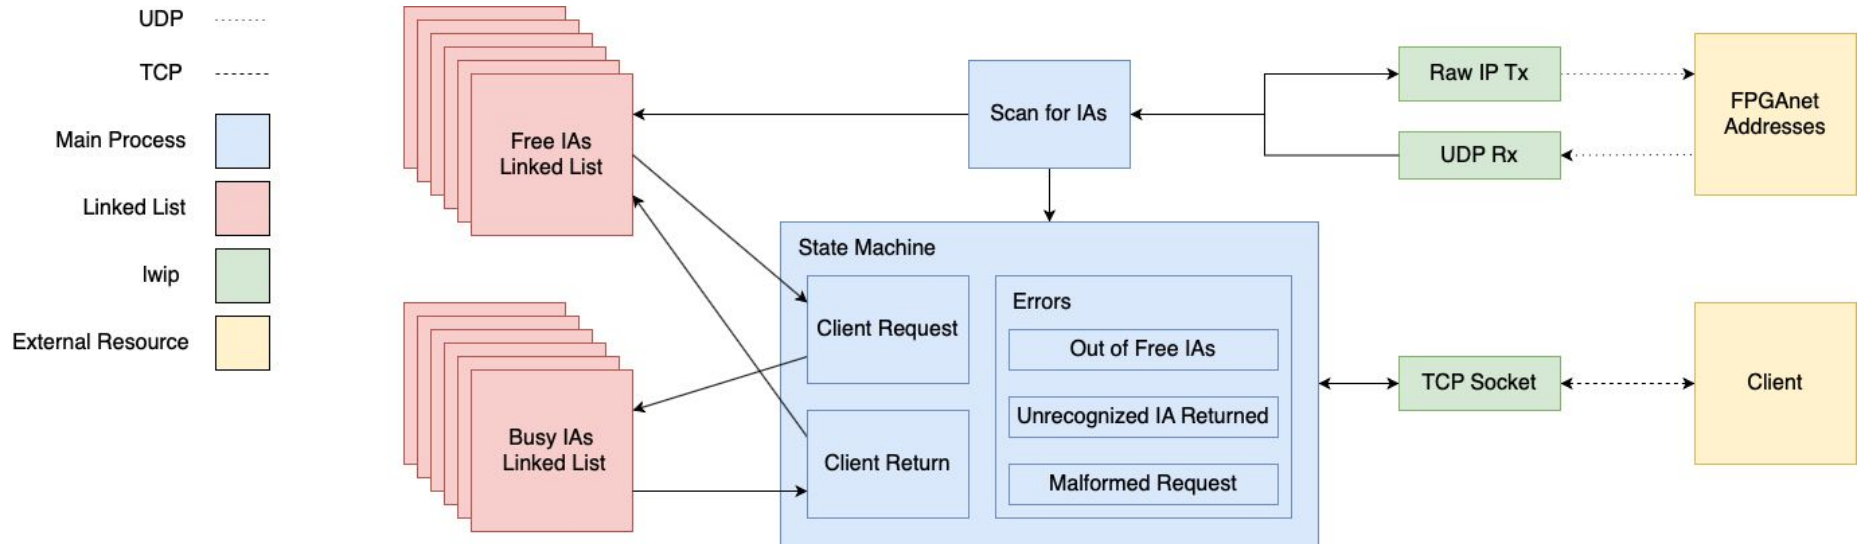 UDP
TCP
Main Process
Linked List
lwip
External Resource
Free IAs
Linked List
Busy IAs
Linked List
Scan for IAs
State Machine
Client Request
Client Return
Errors
Out of Free IAs
Unrecognized IA Returned
Malformed Request
Raw IP Tx
UDP Rx
TCP Socket
FPGAnet
Addresses
Client